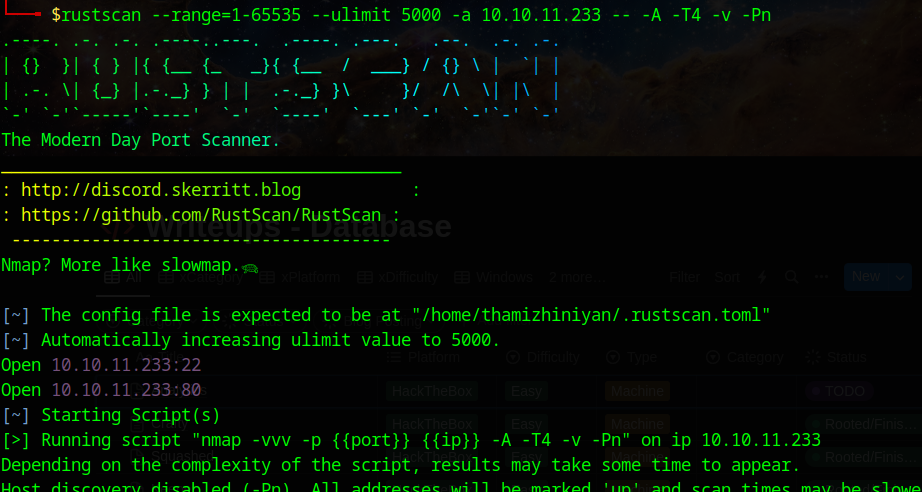 $rustscan --range=1-65535 --ulimit 5000 -a 10.10.11.233 -- -A -T4 -v -Pn
.----. .-. .-. .----..---.  .----. .---.   .--.  .-. .-.
| {}  }| { } |{ {__ {_   _}{ {__  /  ___} / {} \ |  `| |
| .-. \| {_} |.-._} } | |  .-._} }\     }/  /\  \| |\  |
`-' `-'`-----'`----'  `-'  `----'  `---' `-'  `-'`-' `-'
The Modern Day Port Scanner.
________________________________________
: http://discord.skerritt.blog           :
: https://github.com/RustScan/RustScan :
 --------------------------------------
Nmap? More like slowmap.🐢
Writeups - Database
All xCategory xPlatform xDifficulty Windows 2 more... Filter Sort New
[~] The config file is expected to be at "/home/thamizhiniyan/.rustscan.toml"
[~] Automatically increasing ulimit value to 5000.
Platform Difficulty Type Category Status
Open 10.10.11.233:22
Open 10.10.11.233:80
HackTheBox Easy Machine TODO
[~] Starting Script(s)
HackTheBox Easy Machine Rooted/Finis...
[>] Running script "nmap -vvv -p {{port}} {{ip}} -A -T4 -v -Pn" on ip 10.10.11.233
HackTheBox Easy Machine Rooted/Finis...
Depending on the complexity of the script, results may take some time to appear.
Host discovery disabled (-Pn). All addresses will be marked 'up' and scan times may be slowe